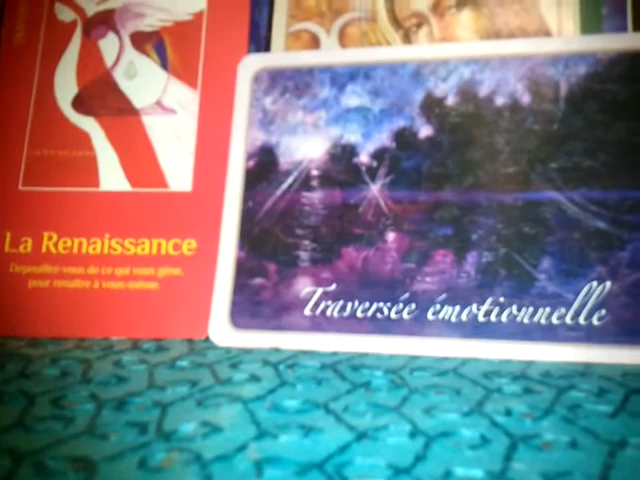 La Renaissance
Dépouillez-vous de ce qui vous gêne,
pour renaître à vous-même.
Traversée émotionnelle